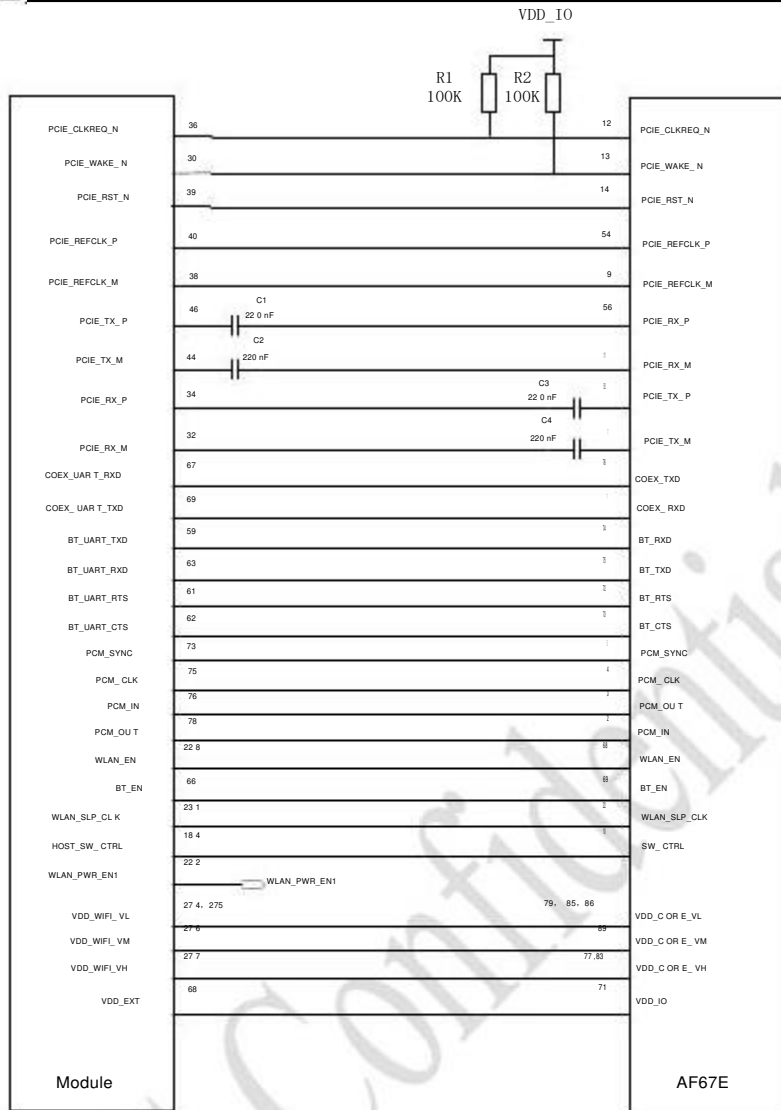 VDD_IO
R1 R2
100K 100K
PCIE_CLKREQ_N 36 12 PCIE_CLKREQ_N
PCIE_WAKE_ N 30 13 PCIE_WAKE_ N
PCIE_RST_N 39 14 PCIE_RST_N
PCIE_REFCLK_P 40 54 PCIE_REFCLK_P
PCIE_REFCLK_M 38 9 PCIE_REFCLK_M
C1
PCIE_TX_ P 46 22 0 nF 56 PCIE_RX_P
C2
PCIE_TX_M 44 220 nF PCIE_RX_M
C3
PCIE_RX_P 34 22 0 nF PCIE_TX_ P
C4
PCIE_RX_M 32 220 nF PCIE_TX_M
COEX_UAR T_RXD 67 COEX_TXD
COEX_ UAR T_TXD 69 COEX_ RXD
BT_UART_TXD 59 BT_RXD
BT_UART_RXD 63 BT_TXD
BT_UART_RTS 61 BT_RTS
BT_UART_CTS 62 BT_CTS
PCM_SYNC 73 PCM_SYNC
PCM_ CLK 75 PCM_ CLK
PCM_IN 76 PCM_OU T
PCM_OU T 78 PCM_IN
WLAN_EN 22 8 WLAN_EN
BT_EN 66 BT_EN
WLAN_SLP_CL K 23 1 WLAN_SLP_CLK
HOST_SW_ CTRL 18 4 SW_ CTRL
WLAN_PWR_EN1 22 2 WLAN_PWR_EN1
VDD_WIFI_ VL 27 4, 275 79, 85, 86 VDD_C OR E_VL
VDD_WIFI_ VM 27 6 89 VDD_C OR E_ VM
VDD_WIFI_VH 27 7 77,83 VDD_C OR E_ VH
VDD_EXT 68 71 VDD_IO
Module AF67E
Confidential